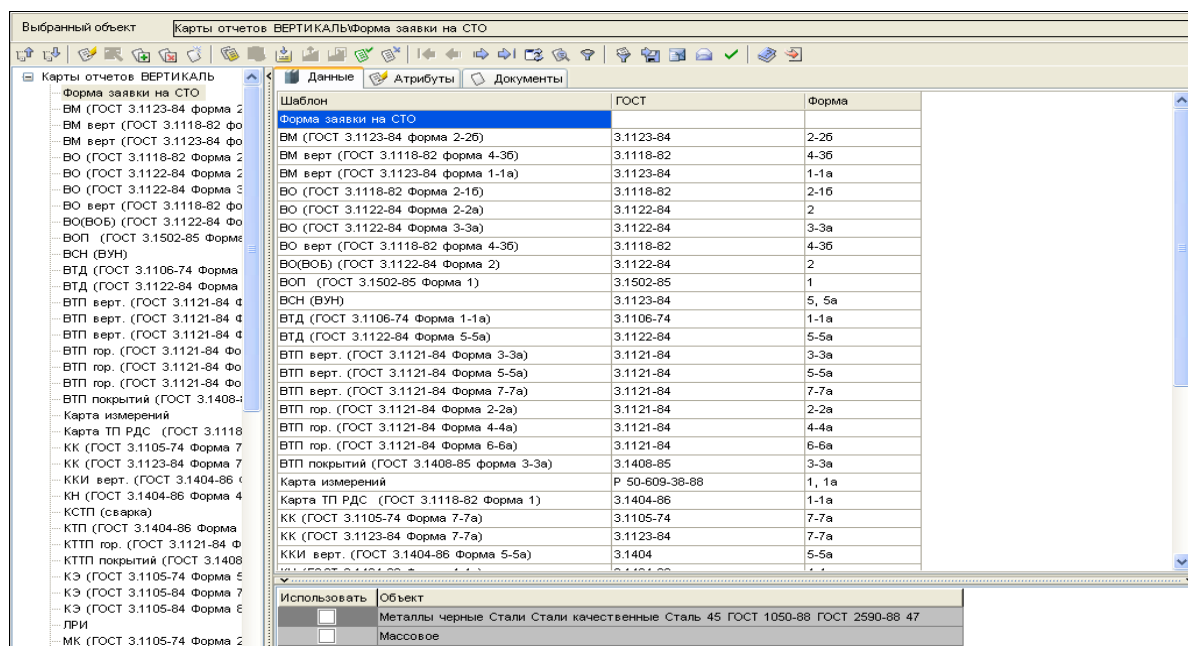 Выбранный объект Карты отчетов ВЕРТИКАЛЬ\Форма заявки на СТО
Карты отчетов ВЕРТИКАЛЬ
Форма заявки на СТО
ВМ (ГОСТ 3.1123-84 форма 2
ВМ верт (ГОСТ 3.1118-82 фо
ВМ верт (ГОСТ 3.1123-84 фо
ВО (ГОСТ 3.1118-82 Форма 2
ВО (ГОСТ 3.1122-84 Форма 2
ВО (ГОСТ 3.1122-84 Форма 3
ВО верт (ГОСТ 3.1118-82 фо
ВО(ВОБ) (ГОСТ 3.1122-84 Фо
ВОП (ГОСТ 3.1502-85 Форма
ВСН (ВУН)
ВТД (ГОСТ 3.1106-74 Форма
ВТД (ГОСТ 3.1122-84 Форма
ВТП верт. (ГОСТ 3.1121-84 Ф
ВТП верт. (ГОСТ 3.1121-84 Ф
ВТП верт. (ГОСТ 3.1121-84 Ф
ВТП гор. (ГОСТ 3.1121-84 Фо
ВТП гор. (ГОСТ 3.1121-84 Фо
ВТП гор. (ГОСТ 3.1121-84 Фо
ВТП покрытий (ГОСТ 3.1408-
Карта измерений
Карта ТП РДС (ГОСТ 3.1118
КК (ГОСТ 3.1105-74 Форма 7
КК (ГОСТ 3.1123-84 Форма 7
ККИ верт. (ГОСТ 3.1404-86
КН (ГОСТ 3.1404-86 Форма 4
КСТП (сварка)
КТП (ГОСТ 3.1404-86 Форма
КТТП гор. (ГОСТ 3.1121-84 Ф
КТТП покрытий (ГОСТ 3.1408
КЭ (ГОСТ 3.1105-74 Форма 5
КЭ (ГОСТ 3.1105-84 Форма 7
КЭ (ГОСТ 3.1105-84 Форма 8
ЛРИ
МК (ГОСТ 3.1105-74 Форма 2
Данные Атрибуты Документы
Шаблон ГОСТ Форма
Форма заявки на СТО
ВМ (ГОСТ 3.1123-84 форма 2-2б) 3.1123-84 2-2б
ВМ верт (ГОСТ 3.1118-82 форма 4-3б) 3.1118-82 4-3б
ВМ верт (ГОСТ 3.1123-84 форма 1-1а) 3.1123-84 1-1а
ВО (ГОСТ 3.1118-82 Форма 2-1б) 3.1118-82 2-1б
ВО (ГОСТ 3.1122-84 Форма 2-2а) 3.1122-84 2
ВО (ГОСТ 3.1122-84 Форма 3-3а) 3.1122-84 3-3а
ВО верт (ГОСТ 3.1118-82 форма 4-3б) 3.1118-82 4-3б
ВО(ВОБ) (ГОСТ 3.1122-84 Форма 2) 3.1122-84 2
ВОП (ГОСТ 3.1502-85 Форма 1) 3.1502-85 1
ВСН (ВУН) 3.1123-84 5, 5а
ВТД (ГОСТ 3.1106-74 Форма 1-1а) 3.1106-74 1-1а
ВТД (ГОСТ 3.1122-84 Форма 5-5а) 3.1122-84 5-5а
ВТП верт. (ГОСТ 3.1121-84 Форма 3-3а) 3.1121-84 3-3а
ВТП верт. (ГОСТ 3.1121-84 Форма 5-5а) 3.1121-84 5-5а
ВТП верт. (ГОСТ 3.1121-84 Форма 7-7а) 3.1121-84 7-7а
ВТП гор. (ГОСТ 3.1121-84 Форма 2-2а) 3.1121-84 2-2а
ВТП гор. (ГОСТ 3.1121-84 Форма 4-4а) 3.1121-84 4-4а
ВТП гор. (ГОСТ 3.1121-84 Форма 6-6а) 3.1121-84 6-6а
ВТП покрытий (ГОСТ 3.1408-85 форма 3-3а) 3.1408-85 3-3а
Карта измерений Р 50-609-38-88 1, 1а
Карта ТП РДС (ГОСТ 3.1118-82 Форма 1) 3.1404-86 1-1а
КК (ГОСТ 3.1105-74 Форма 7-7а) 3.1105-74 7-7а
КК (ГОСТ 3.1123-84 Форма 7-7а) 3.1123-84 7-7а
ККИ верт. (ГОСТ 3.1404-86 Форма 5-5а) 3.1404 5-5а
Использовать Объект
Металлы черные Стали Стали качественные Сталь 45 ГОСТ 1050-88 ГОСТ 2590-88 47
Массовое